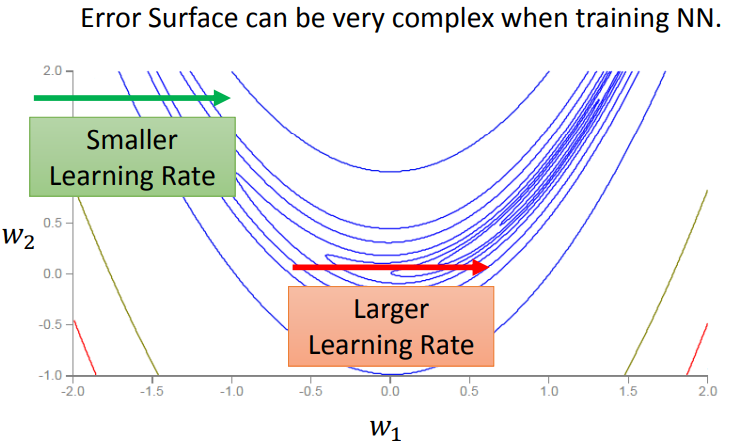 Error Surface can be very complex when training NN.
2.0
Smaller
Learning Rate
0.5
w₂
0.0
Larger
Learning Rate
-0.5
-1.0
-2.0 -1.5 -1.0 -0.5 0.0 0.5 1.0 1.5 2.0
w₁